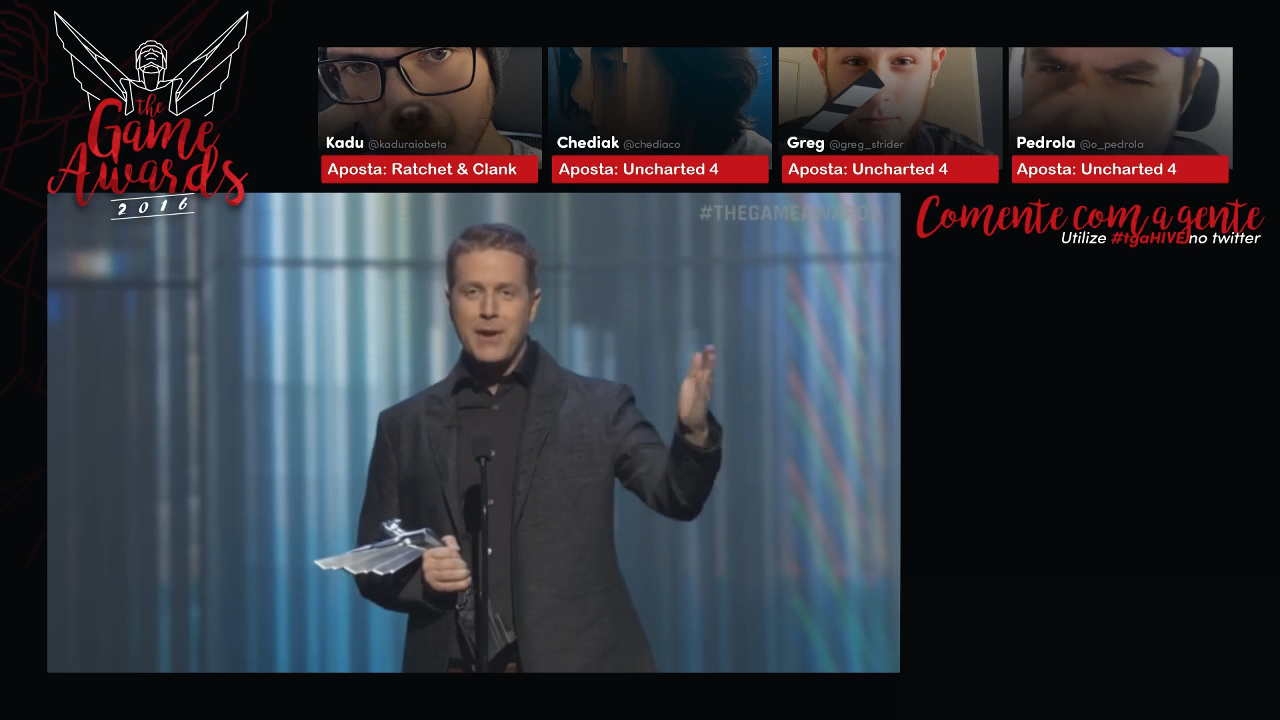 the
Game
Awards
2016
Kadu @kaduraiobeta
Aposta: Ratchet & Clank
Chediak @chediaco
Aposta: Uncharted 4
Greg @greg_strider
Aposta: Uncharted 4
Pedrola @o_pedrola
Aposta: Uncharted 4
#THEGAMEAWARDS
Comente com a gente
Utilize #tgaHIVE no twitter